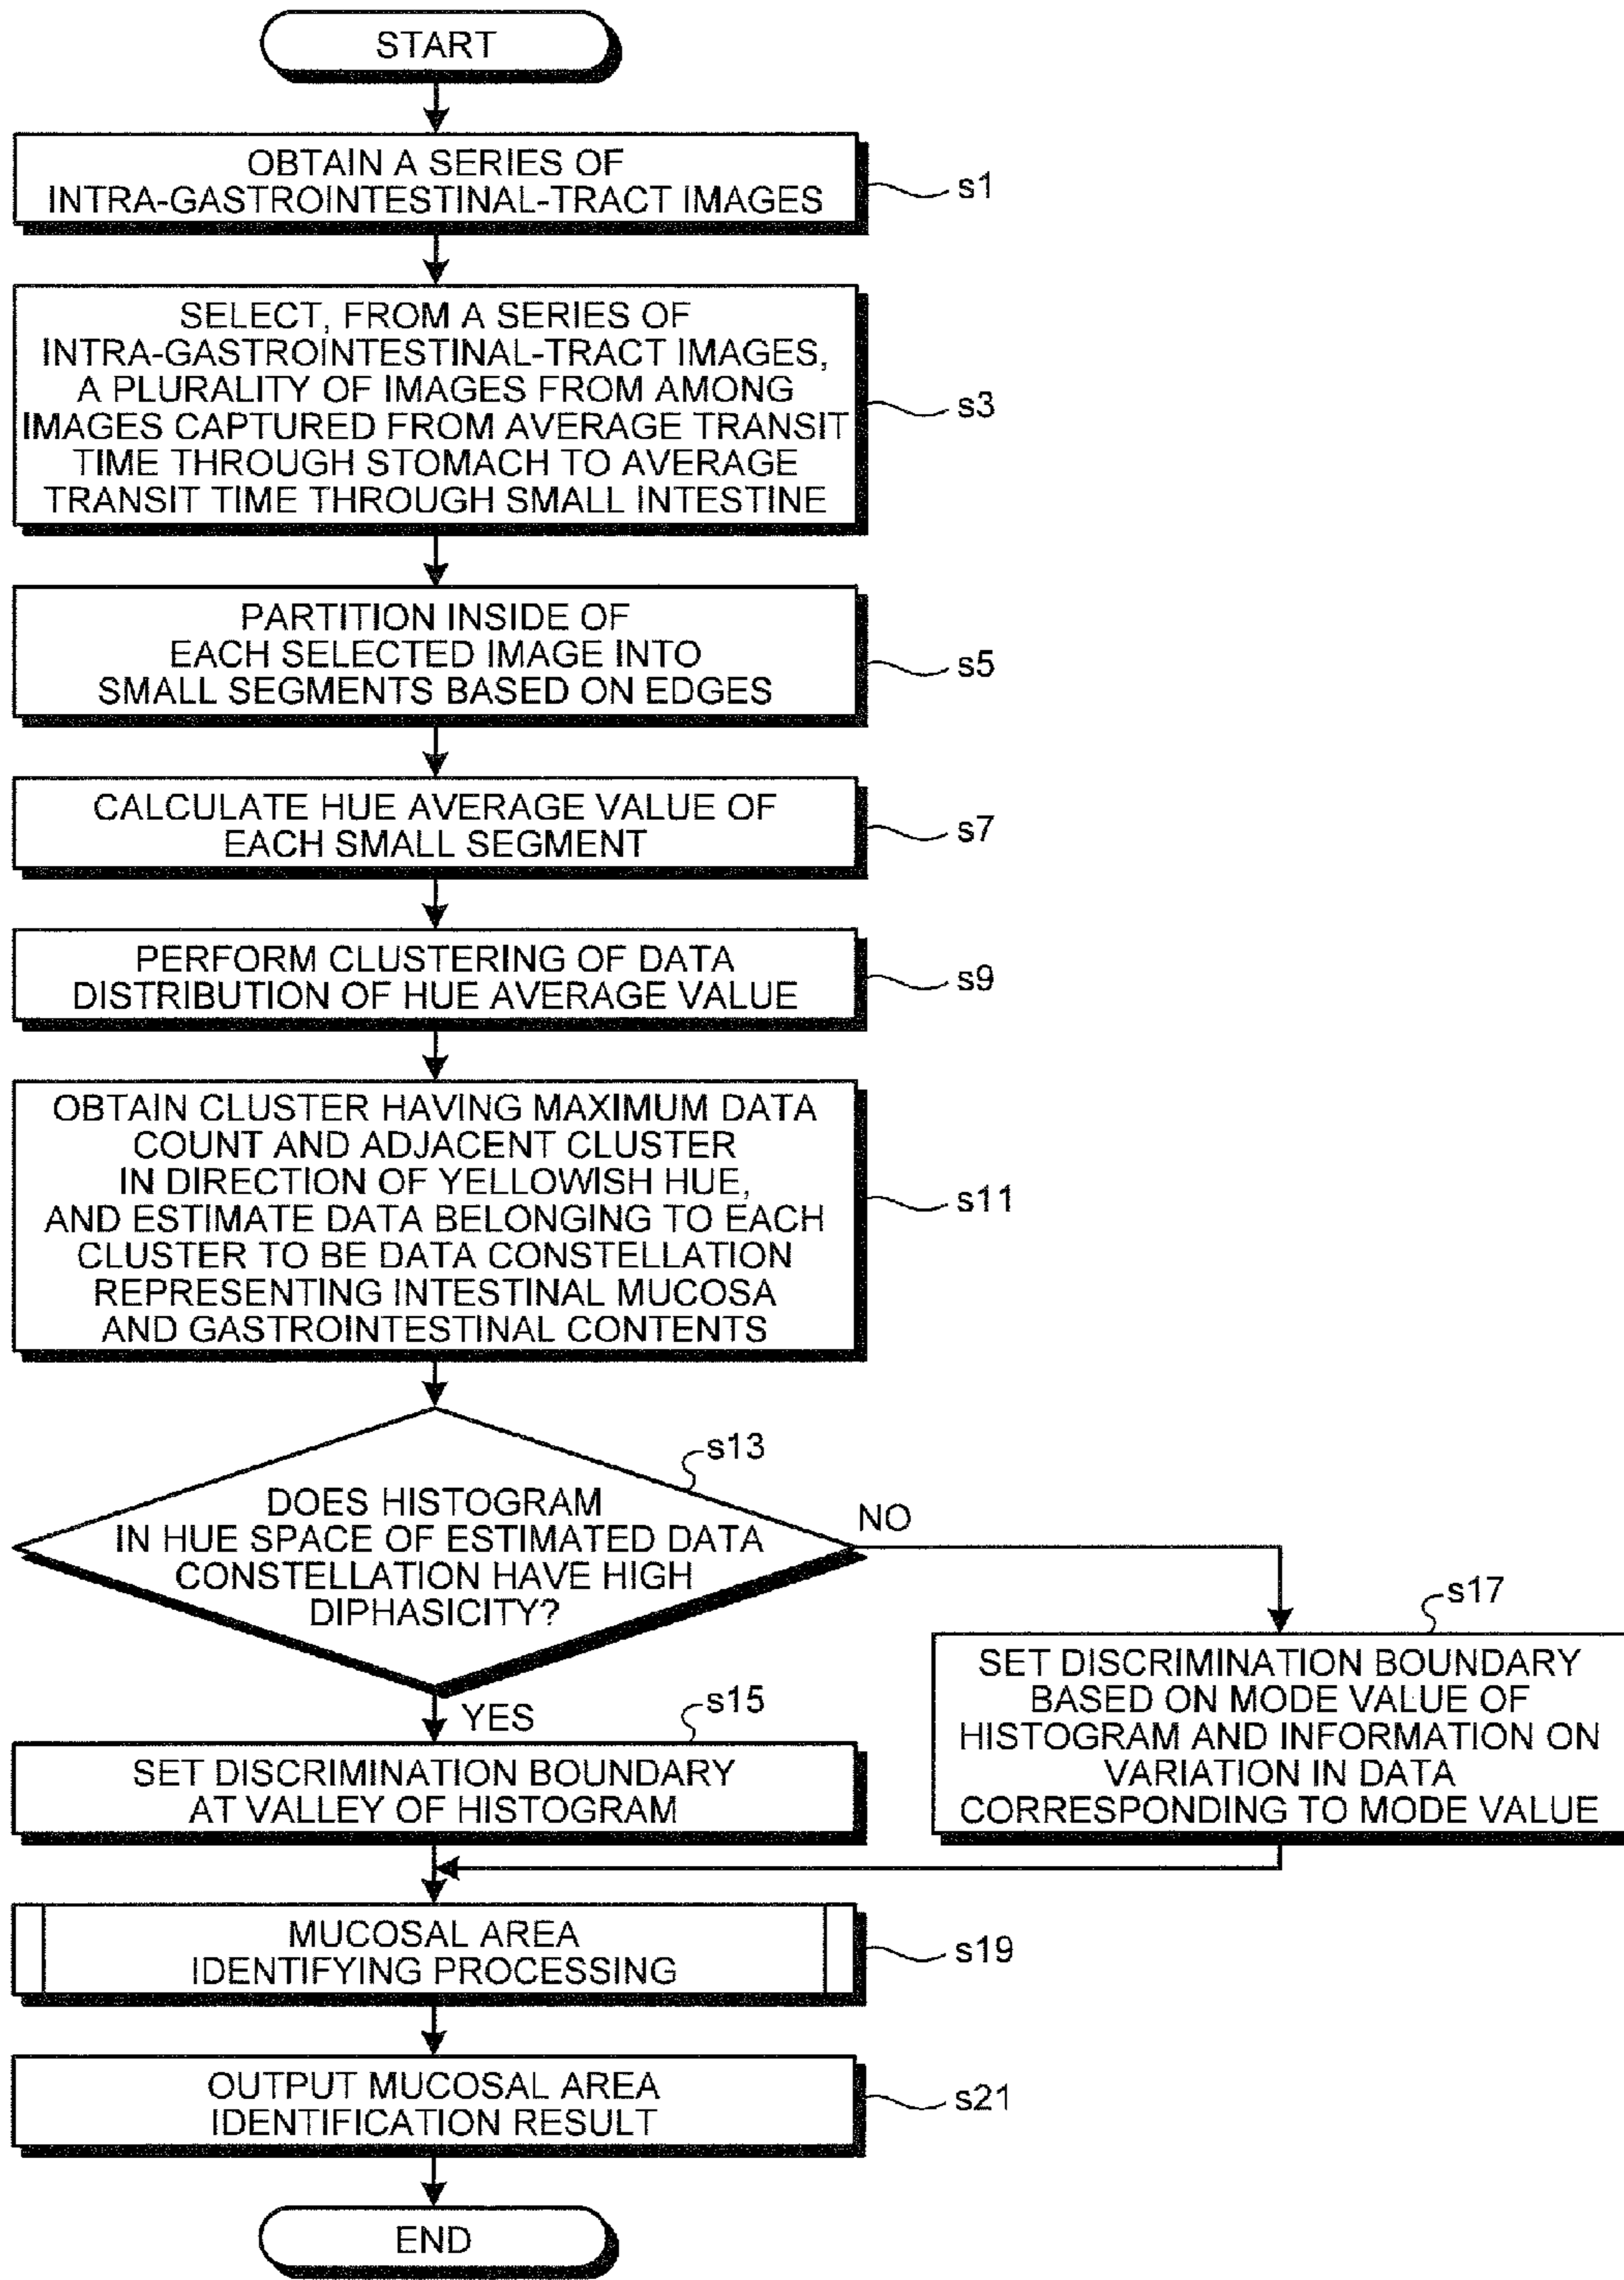 START
OBTAIN A SERIES OF
INTRA-GASTROINTESTINAL-TRACT IMAGES
s1
SELECT, FROM A SERIES OF
INTRA-GASTROINTESTINAL-TRACT IMAGES,
A PLURALITY OF IMAGES FROM AMONG
IMAGES CAPTURED FROM AVERAGE TRANSIT
TIME THROUGH STOMACH TO AVERAGE
TRANSIT TIME THROUGH SMALL INTESTINE
s3
PARTITION INSIDE OF
EACH SELECTED IMAGE INTO
SMALL SEGMENTS BASED ON EDGES
s5
CALCULATE HUE AVERAGE VALUE OF
EACH SMALL SEGMENT
s7
PERFORM CLUSTERING OF DATA
DISTRIBUTION OF HUE AVERAGE VALUE
s9
OBTAIN CLUSTER HAVING MAXIMUM DATA
COUNT AND ADJACENT CLUSTER
IN DIRECTION OF YELLOWISH HUE,
AND ESTIMATE DATA BELONGING TO EACH
CLUSTER TO BE DATA CONSTELLATION
REPRESENTING INTESTINAL MUCOSA
AND GASTROINTESTINAL CONTENTS
s11
s13
DOES HISTOGRAM
IN HUE SPACE OF ESTIMATED DATA
CONSTELLATION HAVE HIGH
DIPHASICITY?
NO
YES
s15
SET DISCRIMINATION BOUNDARY
AT VALLEY OF HISTOGRAM
s17
SET DISCRIMINATION BOUNDARY
BASED ON MODE VALUE OF
HISTOGRAM AND INFORMATION ON
VARIATION IN DATA
CORRESPONDING TO MODE VALUE
MUCOSAL AREA
IDENTIFYING PROCESSING
s19
OUTPUT MUCOSAL AREA
IDENTIFICATION RESULT
s21
END